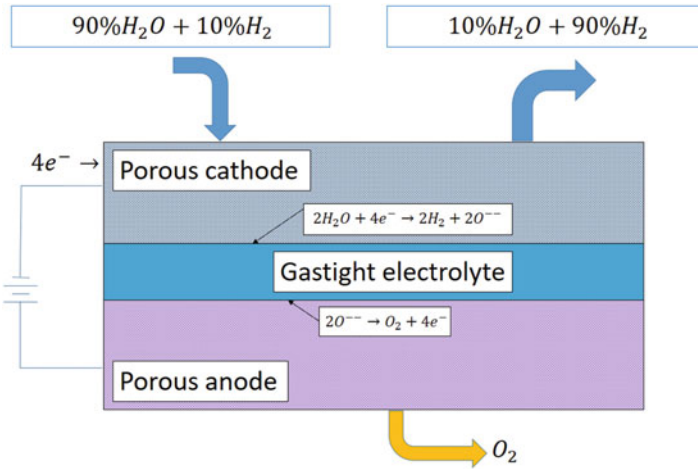 90%H₂O + 10%H₂
10%H₂O + 90%H₂
4e⁻ →
Porous cathode
2H₂O + 4e⁻ → 2H₂ + 2O⁻⁻
Gastight electrolyte
2O⁻⁻ → O₂ + 4e⁻
Porous anode
O₂